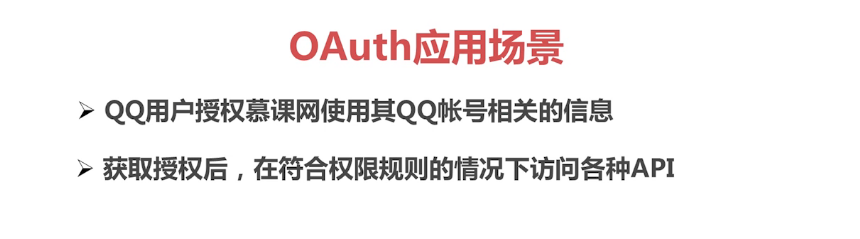 OAuth应用场景
QQ用户授权慕课网使用其QQ帐号相关的信息
获取授权后，在符合权限规则的情况下访问各种API